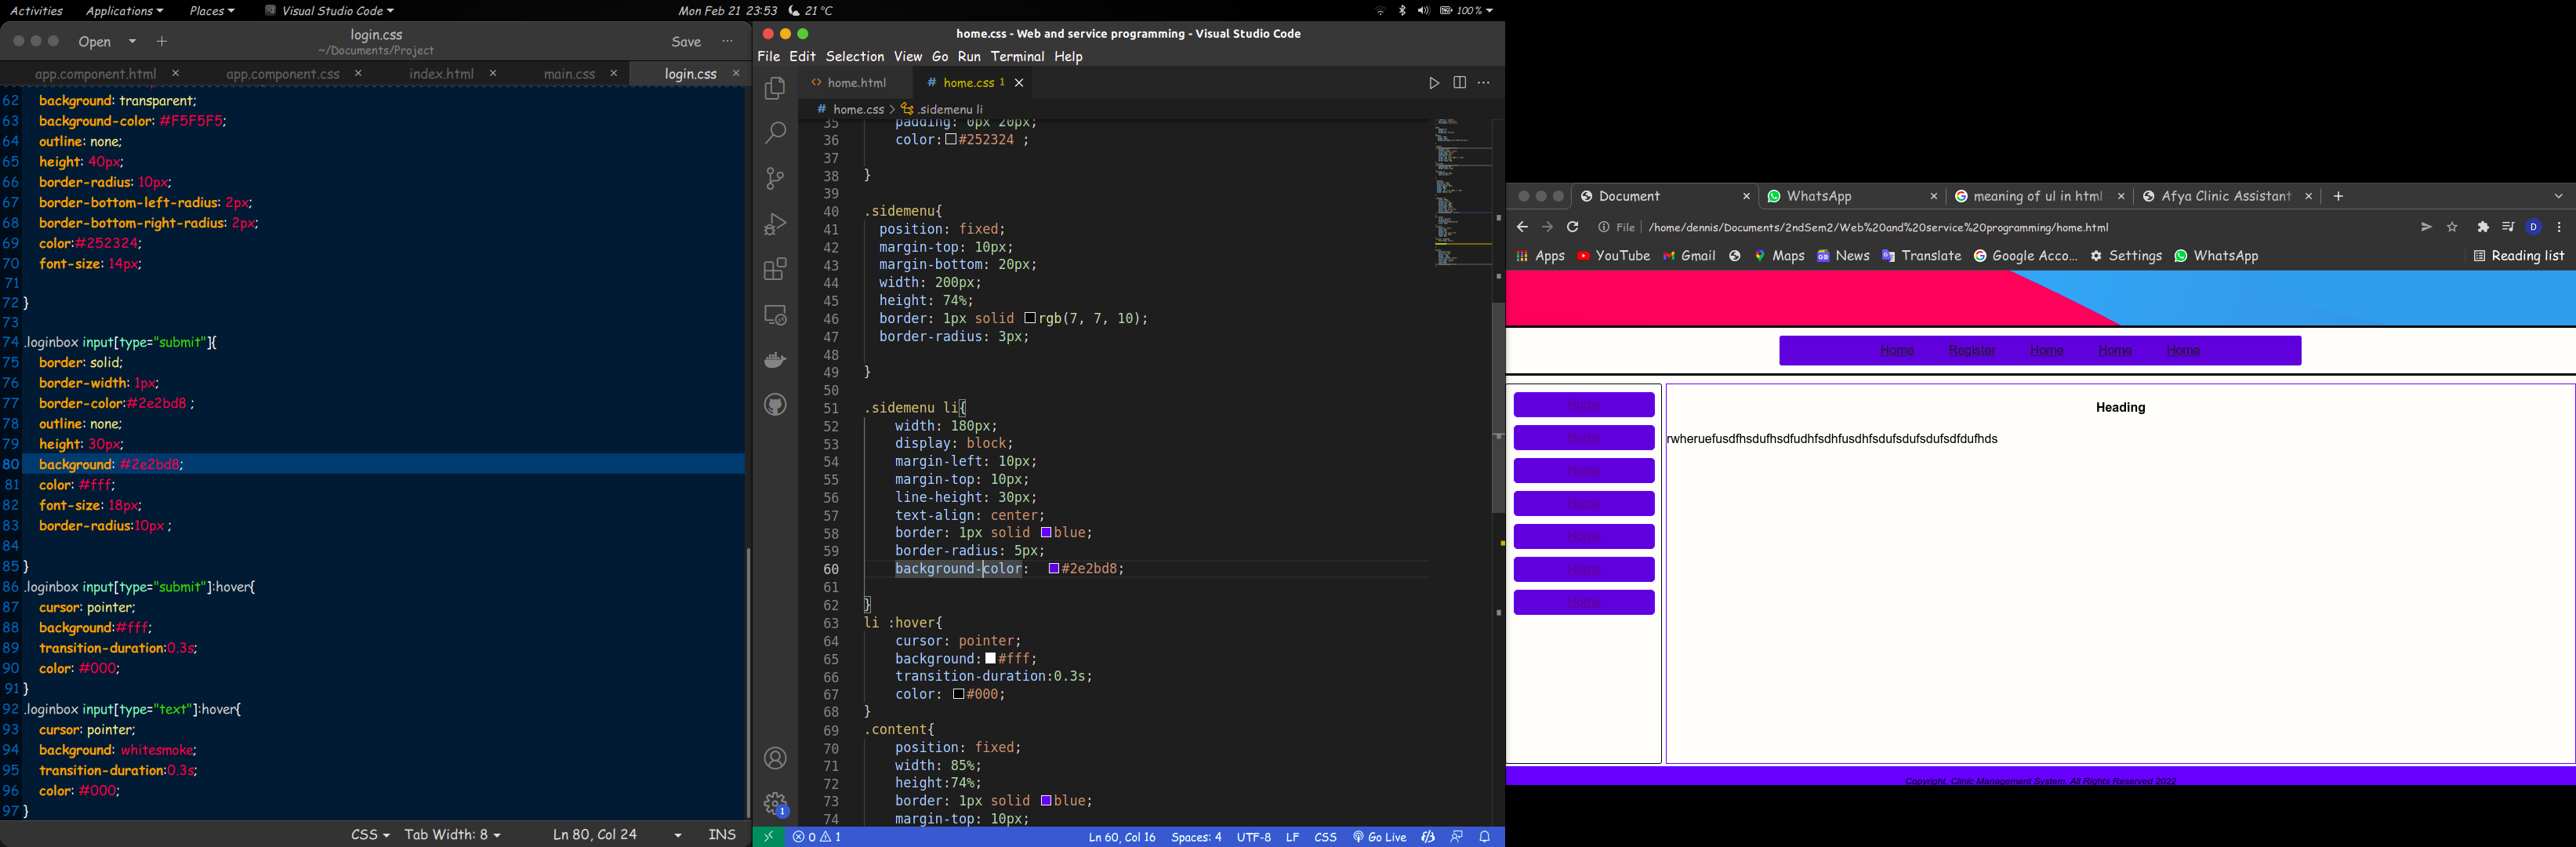 Activities Applications Places Visual Studio Code Mon Feb 21 23:53 21 °C 100 %
Open login.css Save
~/Documents/Project
app.component.html app.component.css index.html main.css login.css
62 background: transparent;
63 background-color: #F5F5F5;
64 outline: none;
65 height: 40px;
66 border-radius: 10px;
67 border-bottom-left-radius: 2px;
68 border-bottom-right-radius: 2px;
69 color:#252324;
70 font-size: 14px;
71
72 }
73
74 .loginbox input[type="submit"]{
75 border: solid;
76 border-width: 1px;
77 border-color:#2e2bd8 ;
78 outline: none;
79 height: 30px;
80 background: #2e2bd8;
81 color: #fff;
82 font-size: 18px;
83 border-radius:10px ;
84
85 }
86 .loginbox input[type="submit"]:hover{
87 cursor: pointer;
88 background:#fff;
89 transition-duration:0.3s;
90 color: #000;
91 }
92 .loginbox input[type="text"]:hover{
93 cursor: pointer;
94 background: whitesmoke;
95 transition-duration:0.3s;
96 color: #000;
97 }
CSS Tab Width: 8 Ln 80, Col 24 INS
home.css - Web and service programming - Visual Studio Code
File Edit Selection View Go Run Terminal Help
home.html # home.css 1
# home.css > .sidemenu li
35 padding: 0px 20px;
36 color: #252324 ;
37
38 }
39
40 .sidemenu{
41 position: fixed;
42 margin-top: 10px;
43 margin-bottom: 20px;
44 width: 200px;
45 height: 74%;
46 border: 1px solid rgb(7, 7, 10);
47 border-radius: 3px;
48
49 }
50
51 .sidemenu li{
52 width: 180px;
53 display: block;
54 margin-left: 10px;
55 margin-top: 10px;
56 line-height: 30px;
57 text-align: center;
58 border: 1px solid blue;
59 border-radius: 5px;
60 background-color: #2e2bd8;
61
62 }
63 li :hover{
64 cursor: pointer;
65 background: #fff;
66 transition-duration:0.3s;
67 color: #000;
68 }
69 .content{
70 position: fixed;
71 width: 85%;
72 height:74%;
73 border: 1px solid blue;
74 margin-top: 10px;
1
0 1 Ln 60, Col 16 Spaces: 4 UTF-8 LF CSS Go Live
Document WhatsApp meaning of ul in html Afya Clinic Assistant
File /home/dennis/Documents/2ndSem2/Web%20and%20service%20programming/home.html D
Apps YouTube Gmail Maps News Translate Google Acco... Settings WhatsApp Reading list
Home Register Home Home Home
Home
Home
Home
Home
Home
Home
Home
Heading
rwheruefusdfhsdufhsdfudhfsdhfusdhfsdufsdufsdufsdfdufhds
Copyright. Clinic Management System. All Rights Reserved 2022